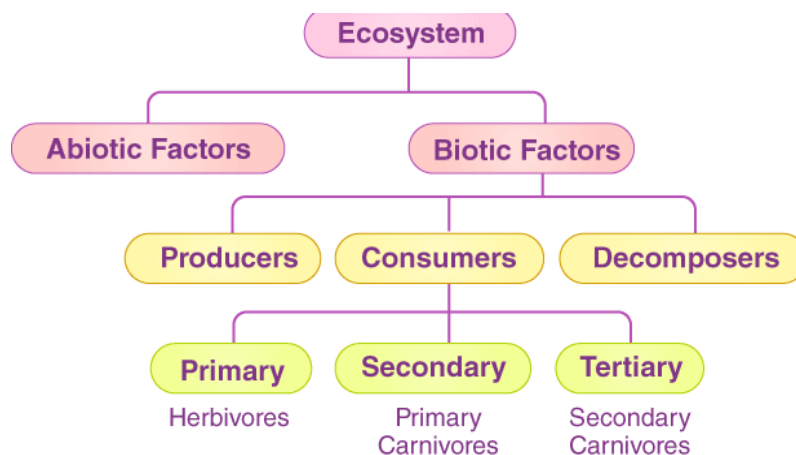 Ecosystem
Abiotic Factors
Biotic Factors
Producers
Consumers
Decomposers
Primary
Secondary
Tertiary
Herbivores
Primary
Carnivores
Secondary
Carnivores